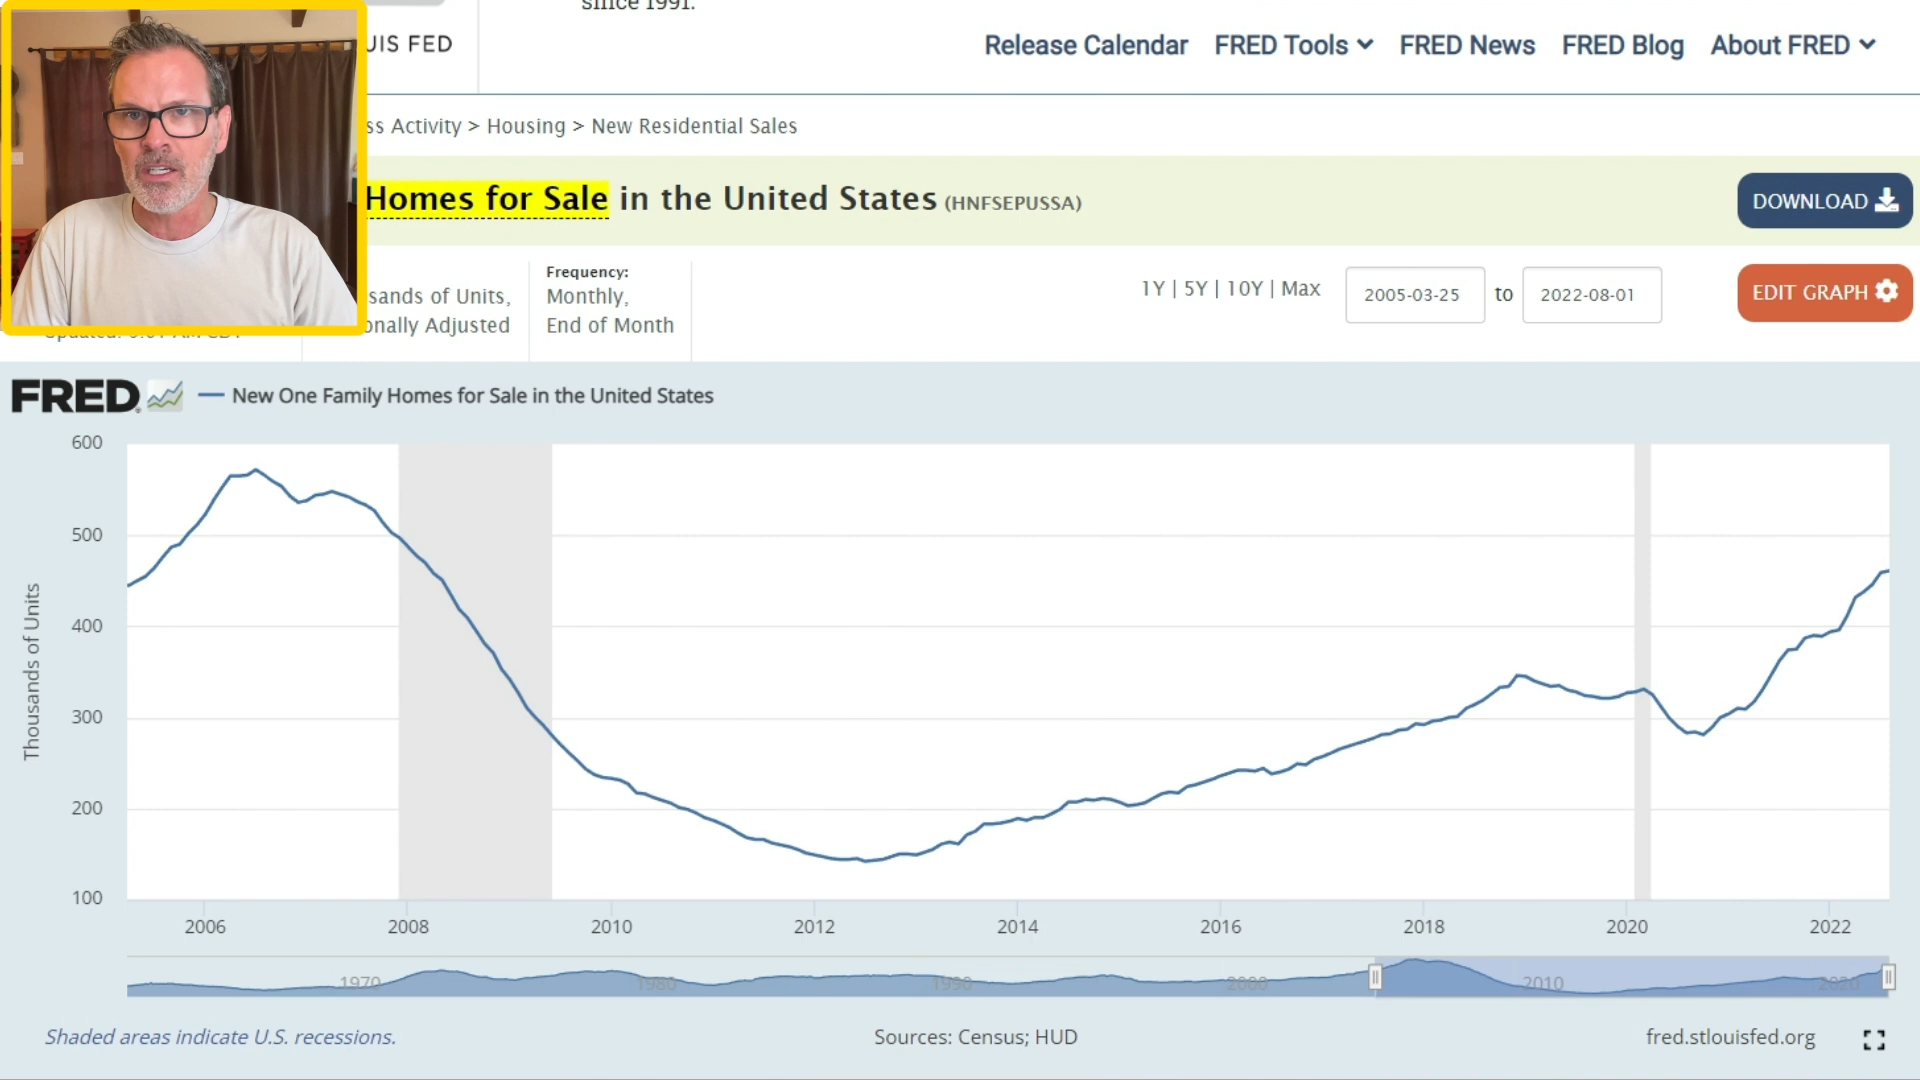 since 1991.
UIS FED
Release Calendar FRED Tools FRED News FRED Blog About FRED
ss Activity > Housing > New Residential Sales
Homes for Sale in the United States (HNFSEPUSSA)
DOWNLOAD
Frequency:
sands of Units, Monthly,
onally Adjusted End of Month
1Y | 5Y | 10Y | Max 2005-03-25 to 2022-08-01
EDIT GRAPH
FRED
New One Family Homes for Sale in the United States
Thousands of Units
600
500
400
300
200
100
2006 2008 2010 2012 2014 2016 2018 2020 2022
1970 1980 1990 2000 2010 2020
Shaded areas indicate U.S. recessions.
Sources: Census; HUD
fred.stlouisfed.org